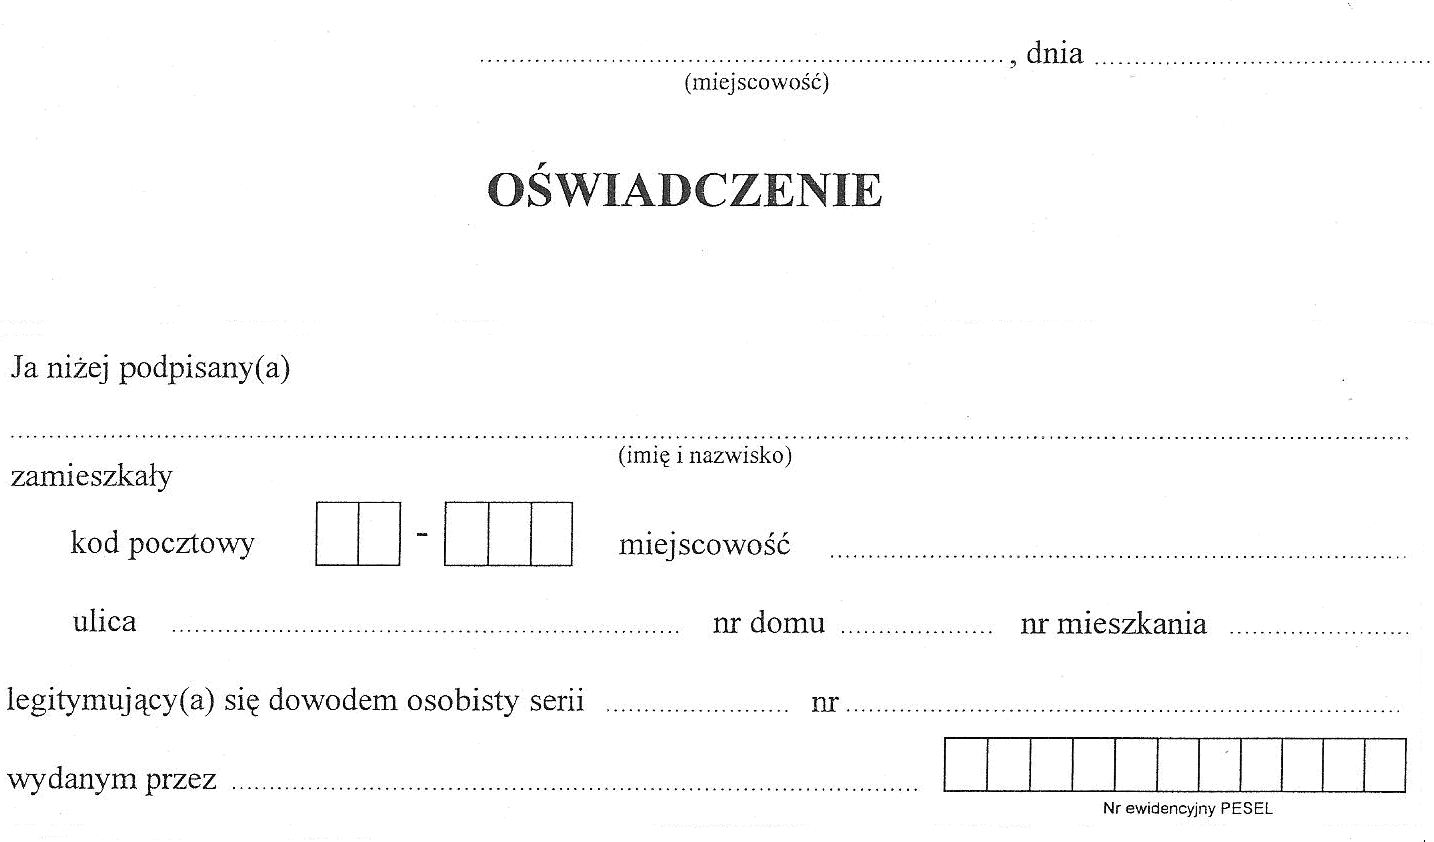 ........................................, dnia ........................................
(miejscowość)
OŚWIADCZENIE
Ja niżej podpisany(a)
................................................................................
(imię i nazwisko)
zamieszkały
kod pocztowy - miejscowość ........................................
ulica ........................................ nr domu .................... nr mieszkania ....................
legitymujący(a) się dowodem osobisty serii .................... nr ........................................
wydanym przez ........................................
Nr ewidencyjny PESEL